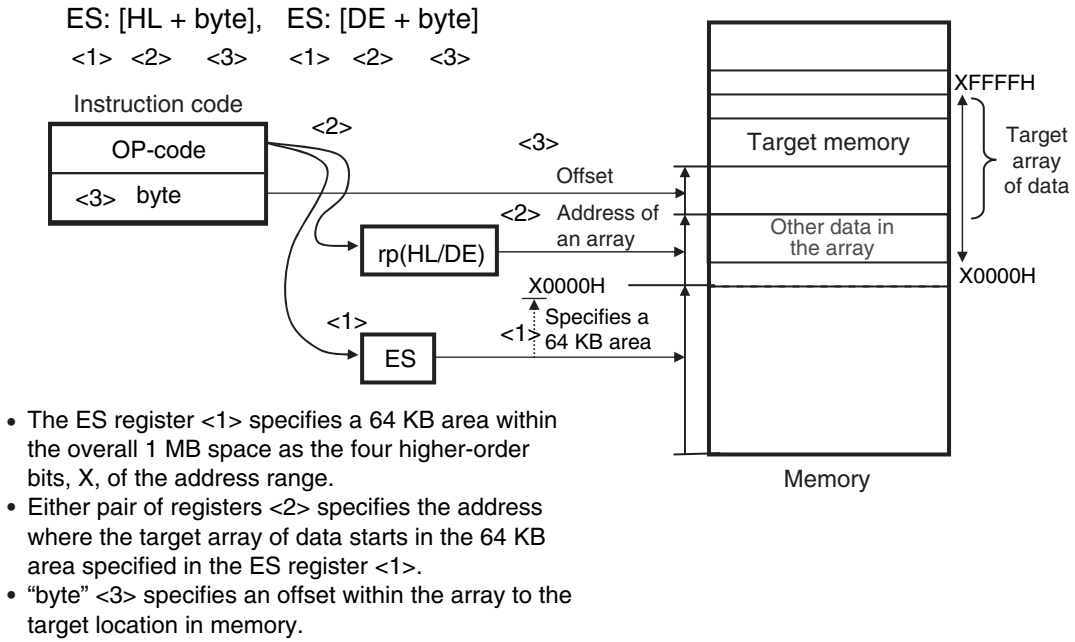 ES: [HL + byte], ES: [DE + byte]
<1> <2> <3> <1> <2> <3>
Instruction code
OP-code
<3> byte
<2>
<3>
Offset
<2> Address of
an array
rp(HL/DE)
X0000H
<1> Specifies a
64 KB area
<1>
ES
XFFFFH
Target memory
Target
array
of data
Other data in
the array
X0000H
Memory
• The ES register <1> specifies a 64 KB area within
the overall 1 MB space as the four higher-order
bits, X, of the address range.
• Either pair of registers <2> specifies the address
where the target array of data starts in the 64 KB
area specified in the ES register <1>.
• “byte” <3> specifies an offset within the array to the
target location in memory.